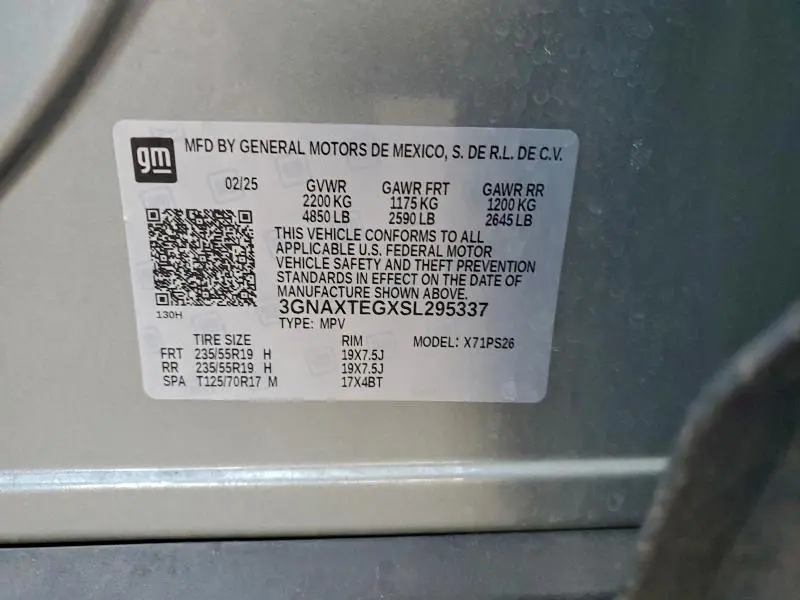 gm MFD BY GENERAL MOTORS DE MEXICO, S. DE R.L. DE C.V.
02/25 GVWR GAWR FRT GAWR RR
2200 KG 1175 KG 1200 KG
4850 LB 2590 LB 2645 LB
THIS VEHICLE CONFORMS TO ALL
APPLICABLE U.S. FEDERAL MOTOR
VEHICLE SAFETY AND THEFT PREVENTION
STANDARDS IN EFFECT ON THE DATE OF
MANUFACTURE SHOWN ABOVE.
130H
3GNAXTEGXSL295337
TYPE: MPV
TIRE SIZE RIM MODEL: X71PS26
FRT 235/55R19 H 19X7.5J
RR 235/55R19 H 19X7.5J
SPA T125/70R17 M 17X4BT